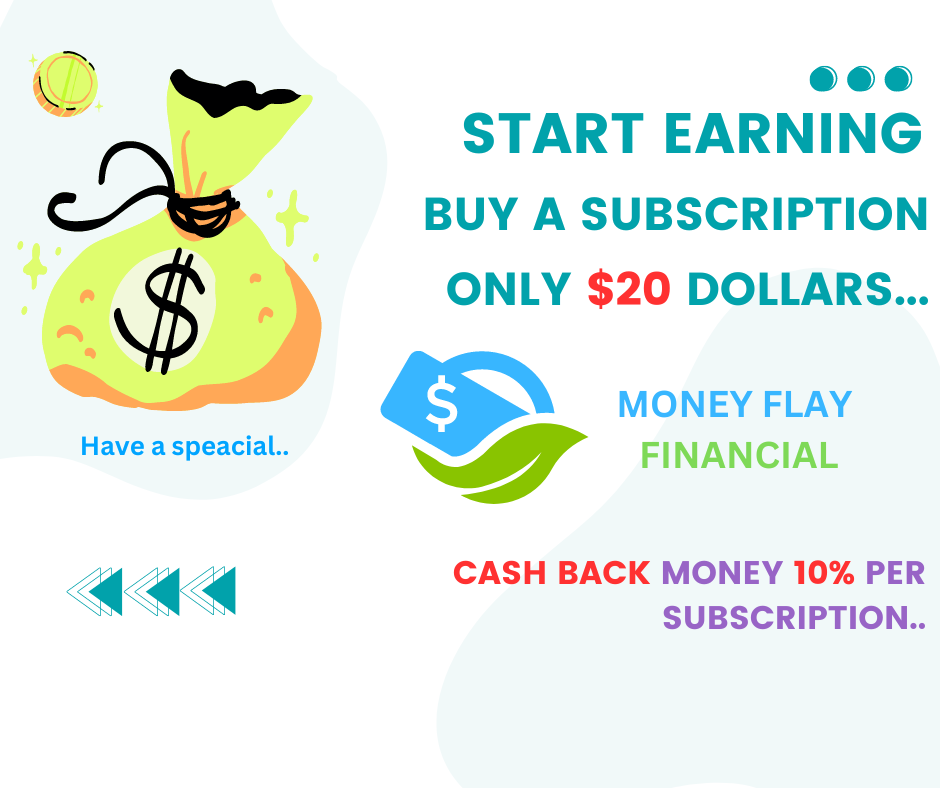 START EARNING
BUY A SUBSCRIPTION
ONLY $20 DOLLARS...
$
$
MONEY FLAY
FINANCIAL
Have a speacial..
CASH BACK MONEY 10% PER
SUBSCRIPTION..